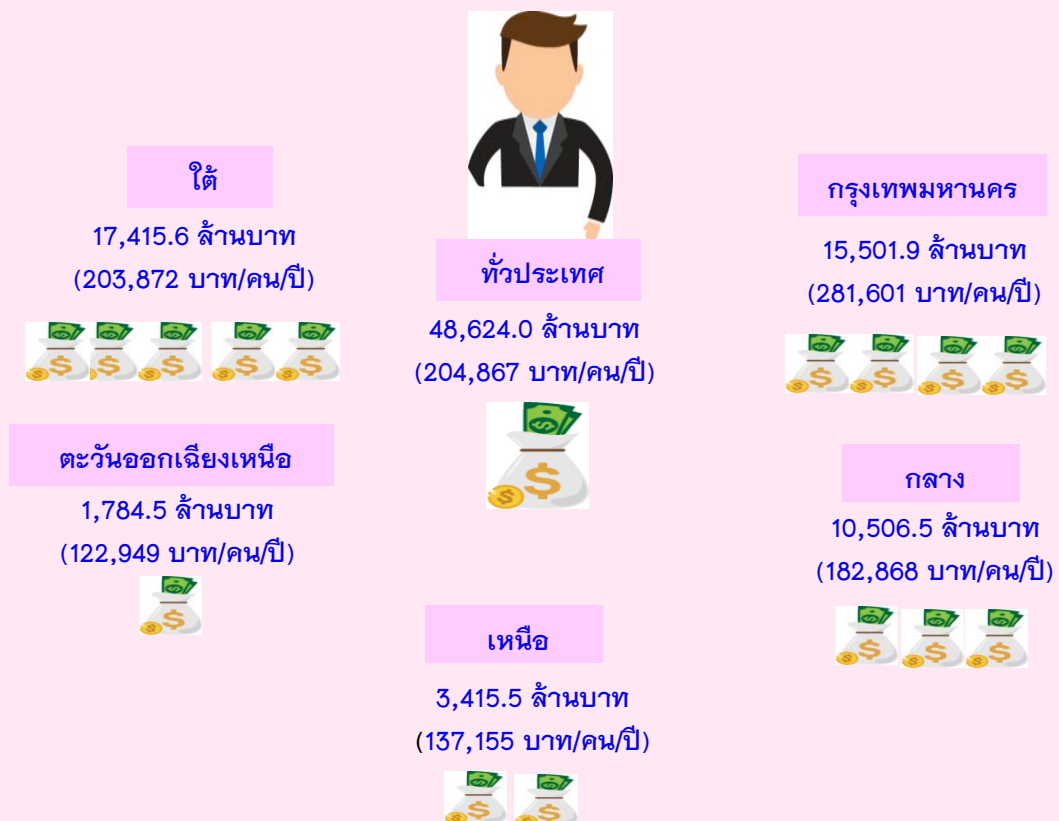 ใต้
17,415.6 ล้านบาท
(203,872 บาท/คน/ปี)
ทั่วประเทศ
48,624.0 ล้านบาท
(204,867 บาท/คน/ปี)
กรุงเทพมหานคร
15,501.9 ล้านบาท
(281,601 บาท/คน/ปี)
ตะวันออกเฉียงเหนือ
1,784.5 ล้านบาท
(122,949 บาท/คน/ปี)
กลาง
10,506.5 ล้านบาท
(182,868 บาท/คน/ปี)
เหนือ
3,415.5 ล้านบาท
(137,155 บาท/คน/ปี)